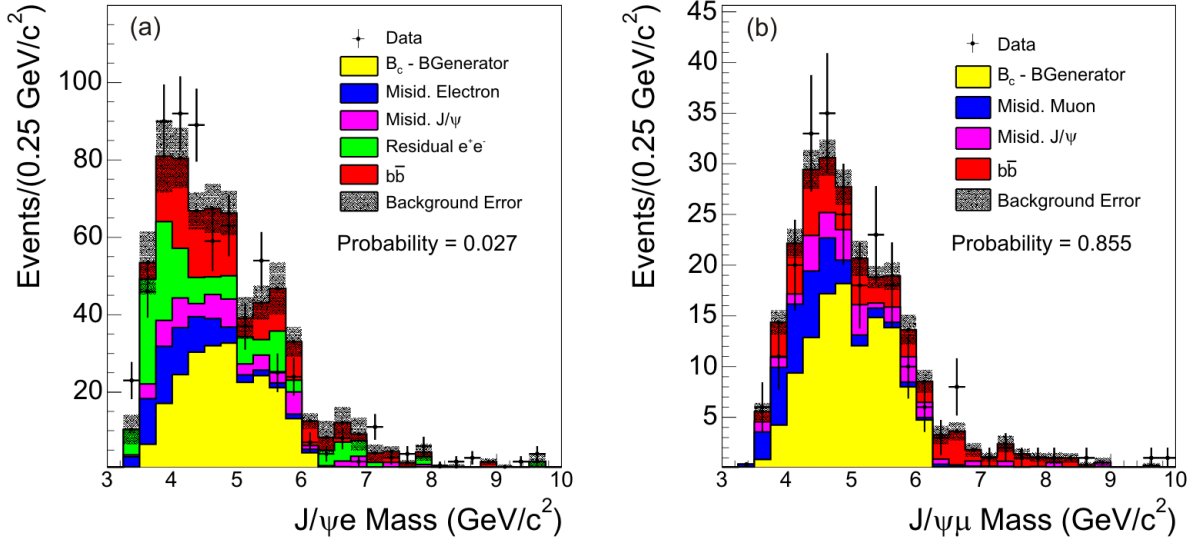 (a)
Data
Bc - BGenerator
Misid. Electron
Misid. J/ψ
Residual e+e-
bb̅
Background Error
Probability = 0.027
Events/(0.25 GeV/c²)
100
80
60
40
20
3 4 5 6 7 8 9 10
J/ψe Mass (GeV/c²)
(b)
Data
Bc - BGenerator
Misid. Muon
Misid. J/ψ
bb̅
Background Error
Probability = 0.855
Events/(0.25 GeV/c²)
45
40
35
30
25
20
15
10
5
3 4 5 6 7 8 9 10
J/ψμ Mass (GeV/c²)